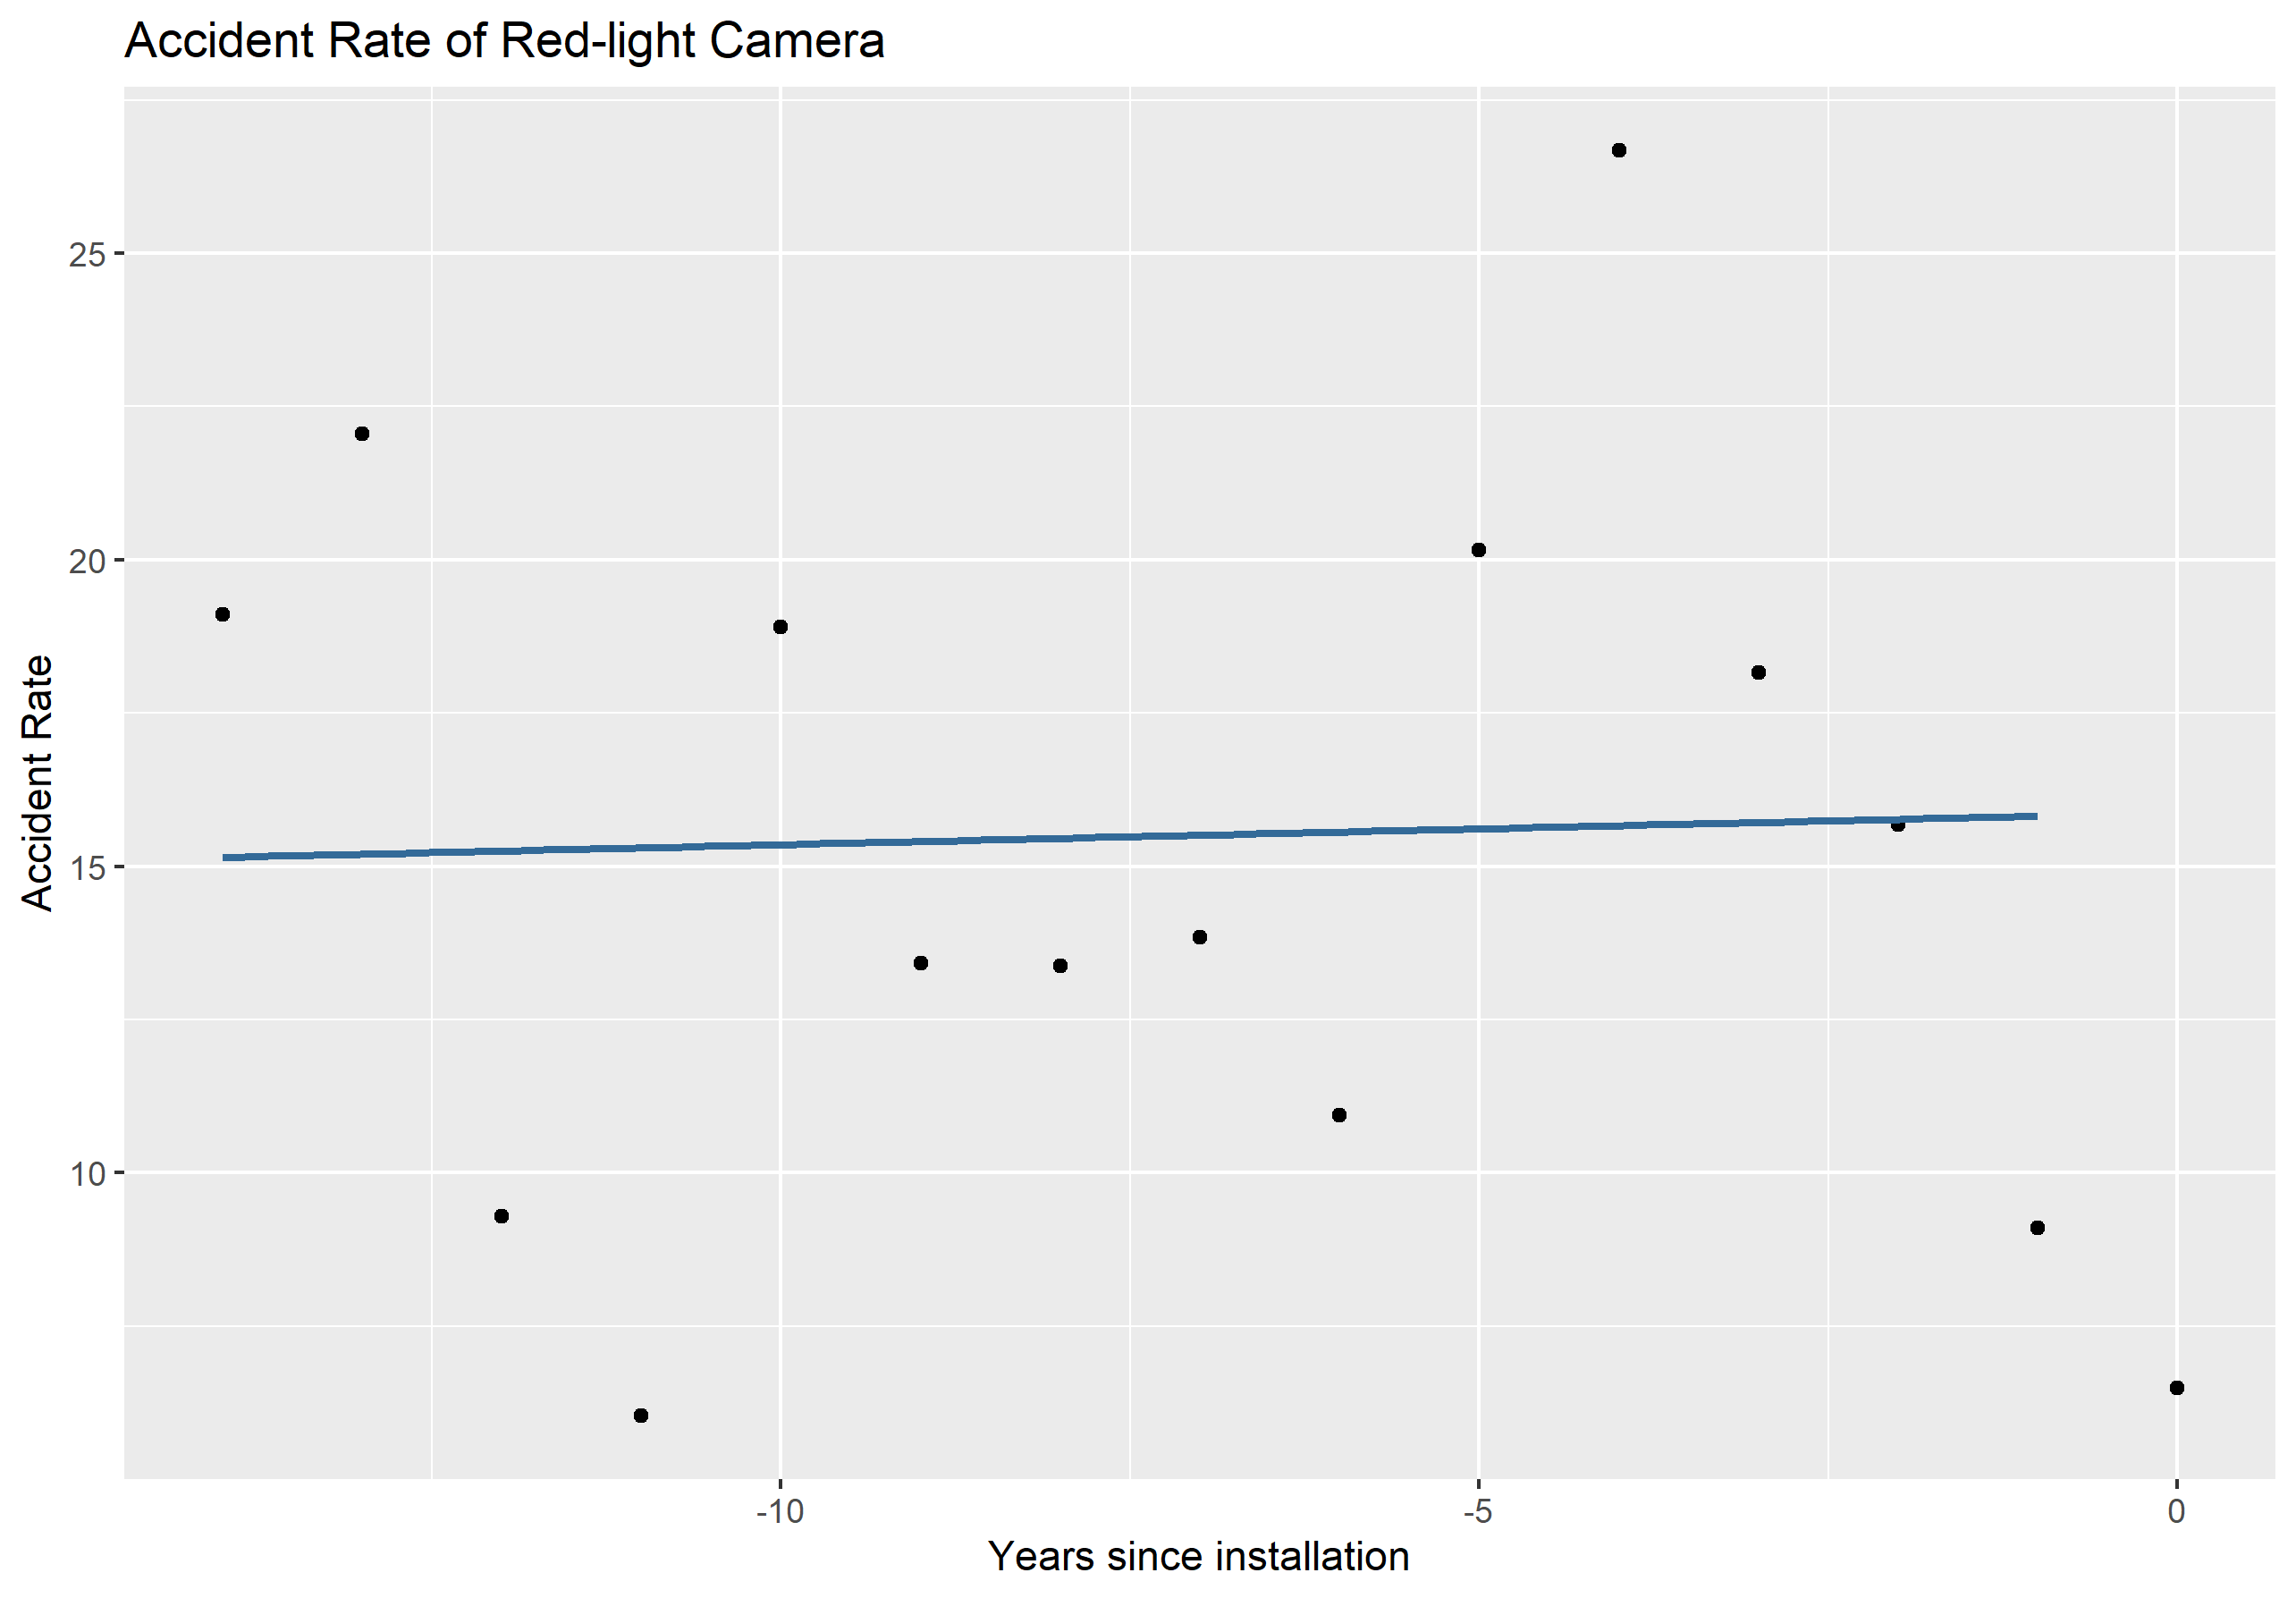 Accident Rate of Red-light Camera
25
20
15
10
Accident Rate
-10
-5
0
Years since installation